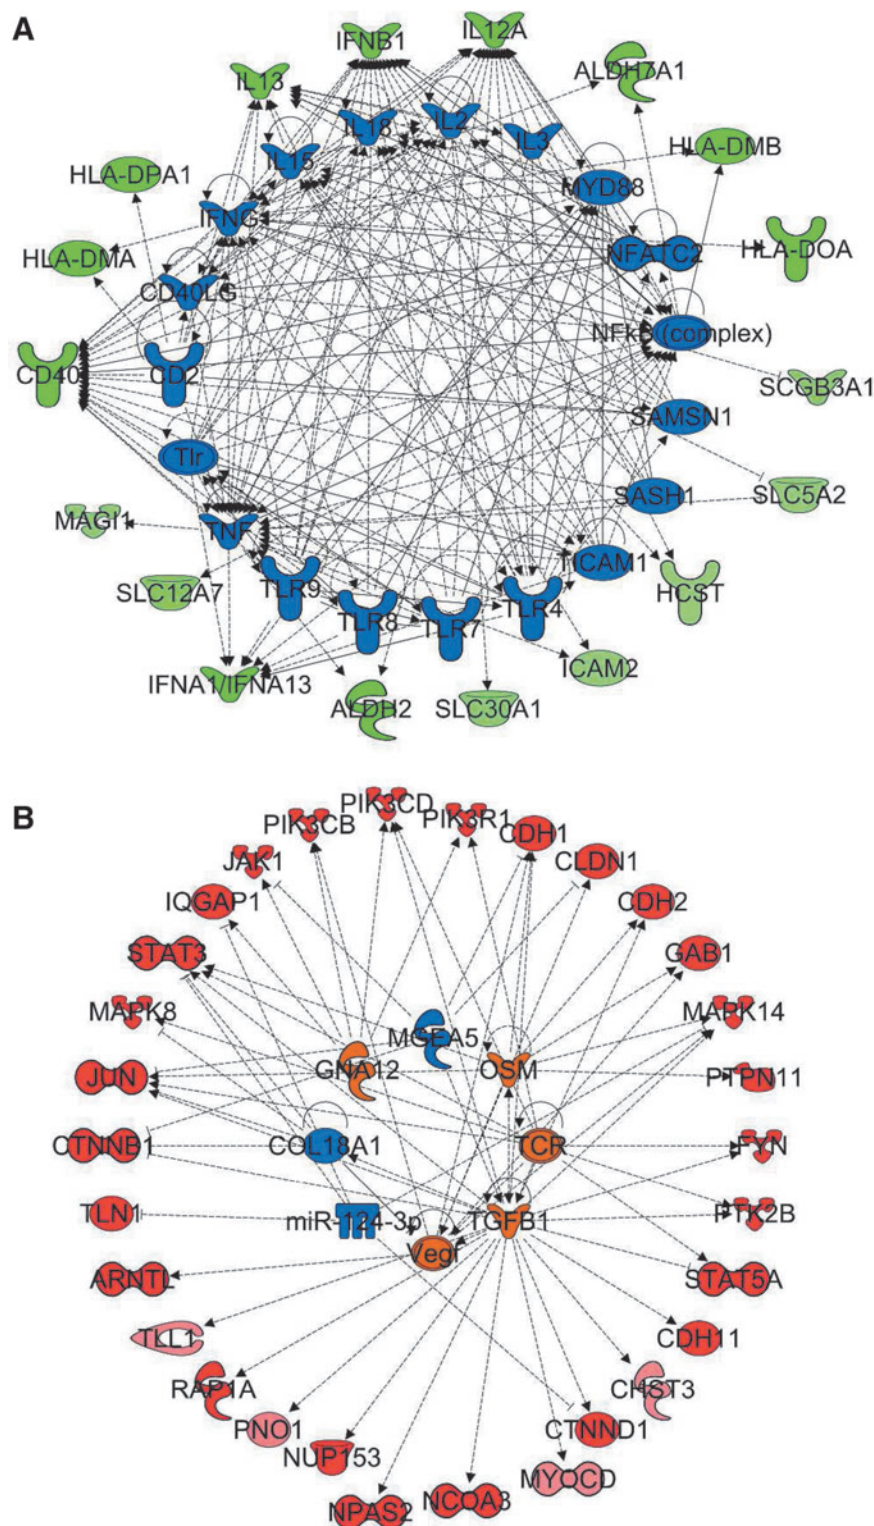 A
IFNB1
IL12A
IL13
ALDH7A1
IL18
IL2
IL3
IL15
HLA-DMB
HLA-DPA1
MYD88
IFNG
HLA-DMA
NFATC2
HLA-DOA
CD40LG
NFkB (complex)
CD40
CD2
SCGB3A1
SAMSN1
Tlr
SASH1
SLC5A2
MAGI1
TNF
TICAM1
SLC12A7
TLR9
TLR8
TLR7
TLR4
HCST
ICAM2
IFNA1/IFNA13
ALDH2
SLC30A1
B
PIK3CD
PIK3CB
PIK3R1
CDH1
JAK1
CLDN1
IQGAP1
CDH2
STAT3
GAB1
MAPK8
MAPK14
MGEA5
GNA12
OSM
JUN
PTPN11
CTNNB1
COL18A1
TCR
FYN
TLN1
miR-124-3p
TGFB1
PTK2B
Vegf
ARNTL
STAT5A
TLL1
CDH11
RAP1A
CHST3
PNO1
CTNND1
NUP153
MYOCD
NPAS2
NCOA3